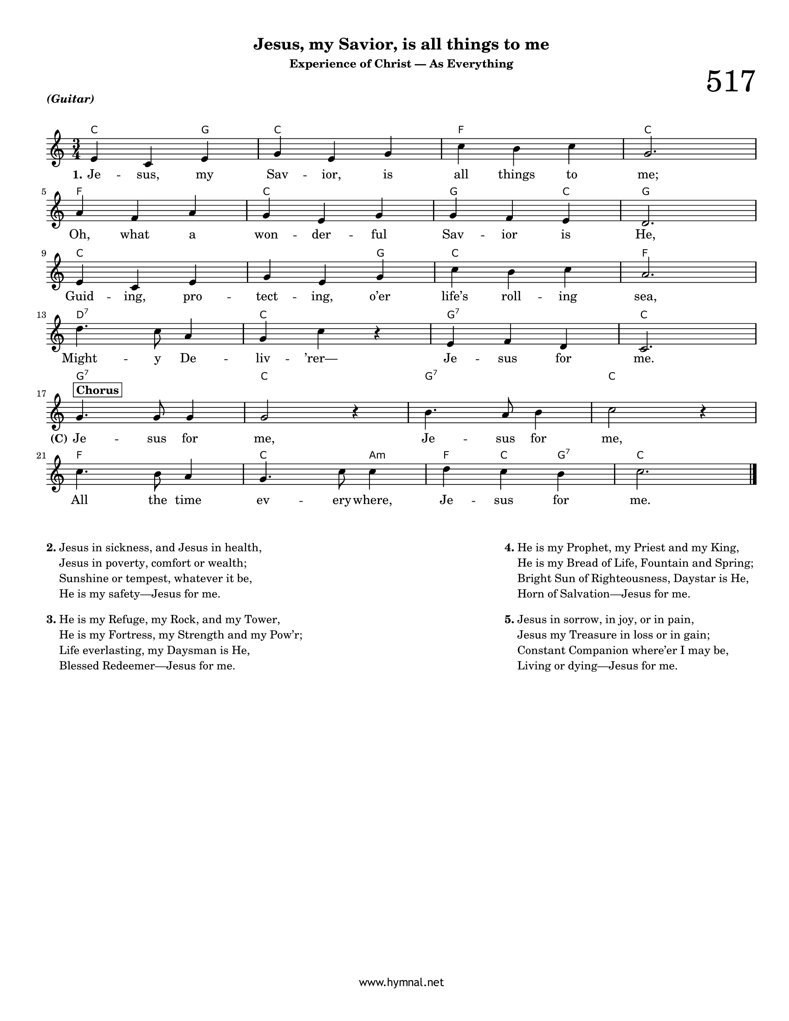 Jesus, my Savior, is all things to me
Experience of Christ — As Everything
517
(Guitar)
C G C F C
3
4
1. Je - sus, my Sav - ior, is all things to me;
5
F C G C G
Oh, what a won - der - ful Sav - ior is He,
9
C G C F
Guid - ing, pro - tect - ing, o'er life's roll - ing sea,
13
D7 C G7 C
Might - y De - liv - 'rer— Je - sus for me.
G7 C G7 C
Chorus
17
(C) Je - sus for me, Je - sus for me,
21
F C Am F C G7 C
All the time ev - erywhere, Je - sus for me.
2. Jesus in sickness, and Jesus in health,
Jesus in poverty, comfort or wealth;
Sunshine or tempest, whatever it be,
He is my safety—Jesus for me.
3. He is my Refuge, my Rock, and my Tower,
He is my Fortress, my Strength and my Pow'r;
Life everlasting, my Daysman is He,
Blessed Redeemer—Jesus for me.
4. He is my Prophet, my Priest and my King,
He is my Bread of Life, Fountain and Spring;
Bright Sun of Righteousness, Daystar is He,
Horn of Salvation—Jesus for me.
5. Jesus in sorrow, in joy, or in pain,
Jesus my Treasure in loss or in gain;
Constant Companion where'er I may be,
Living or dying—Jesus for me.
www.hymnal.net